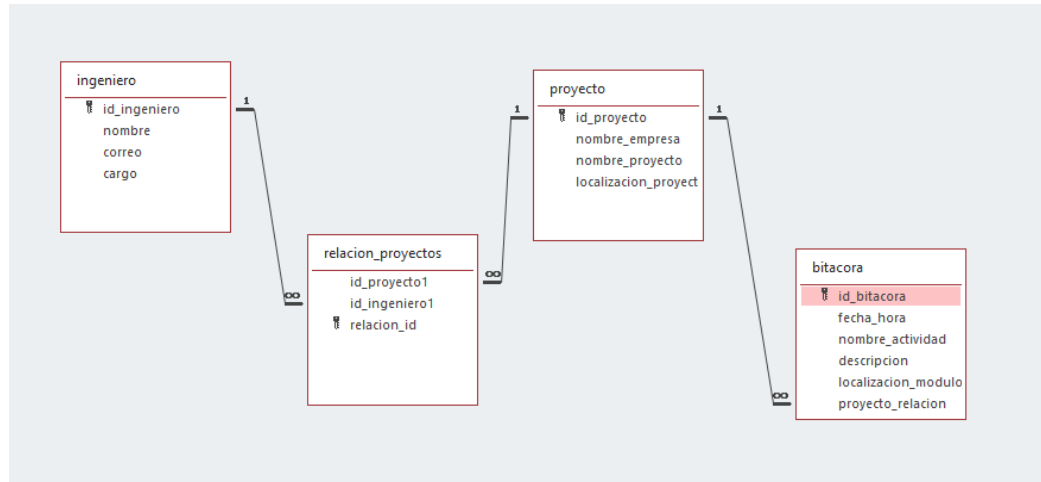 ingeniero
id_ingeniero
nombre
correo
cargo
1
∞
relacion_proyectos
id_proyecto1
id_ingeniero1
relacion_id
∞
1
proyecto
id_proyecto
nombre_empresa
nombre_proyecto
localizacion_proyect
1
∞
bitacora
id_bitacora
fecha_hora
nombre_actividad
descripcion
localizacion_modulo
proyecto_relacion